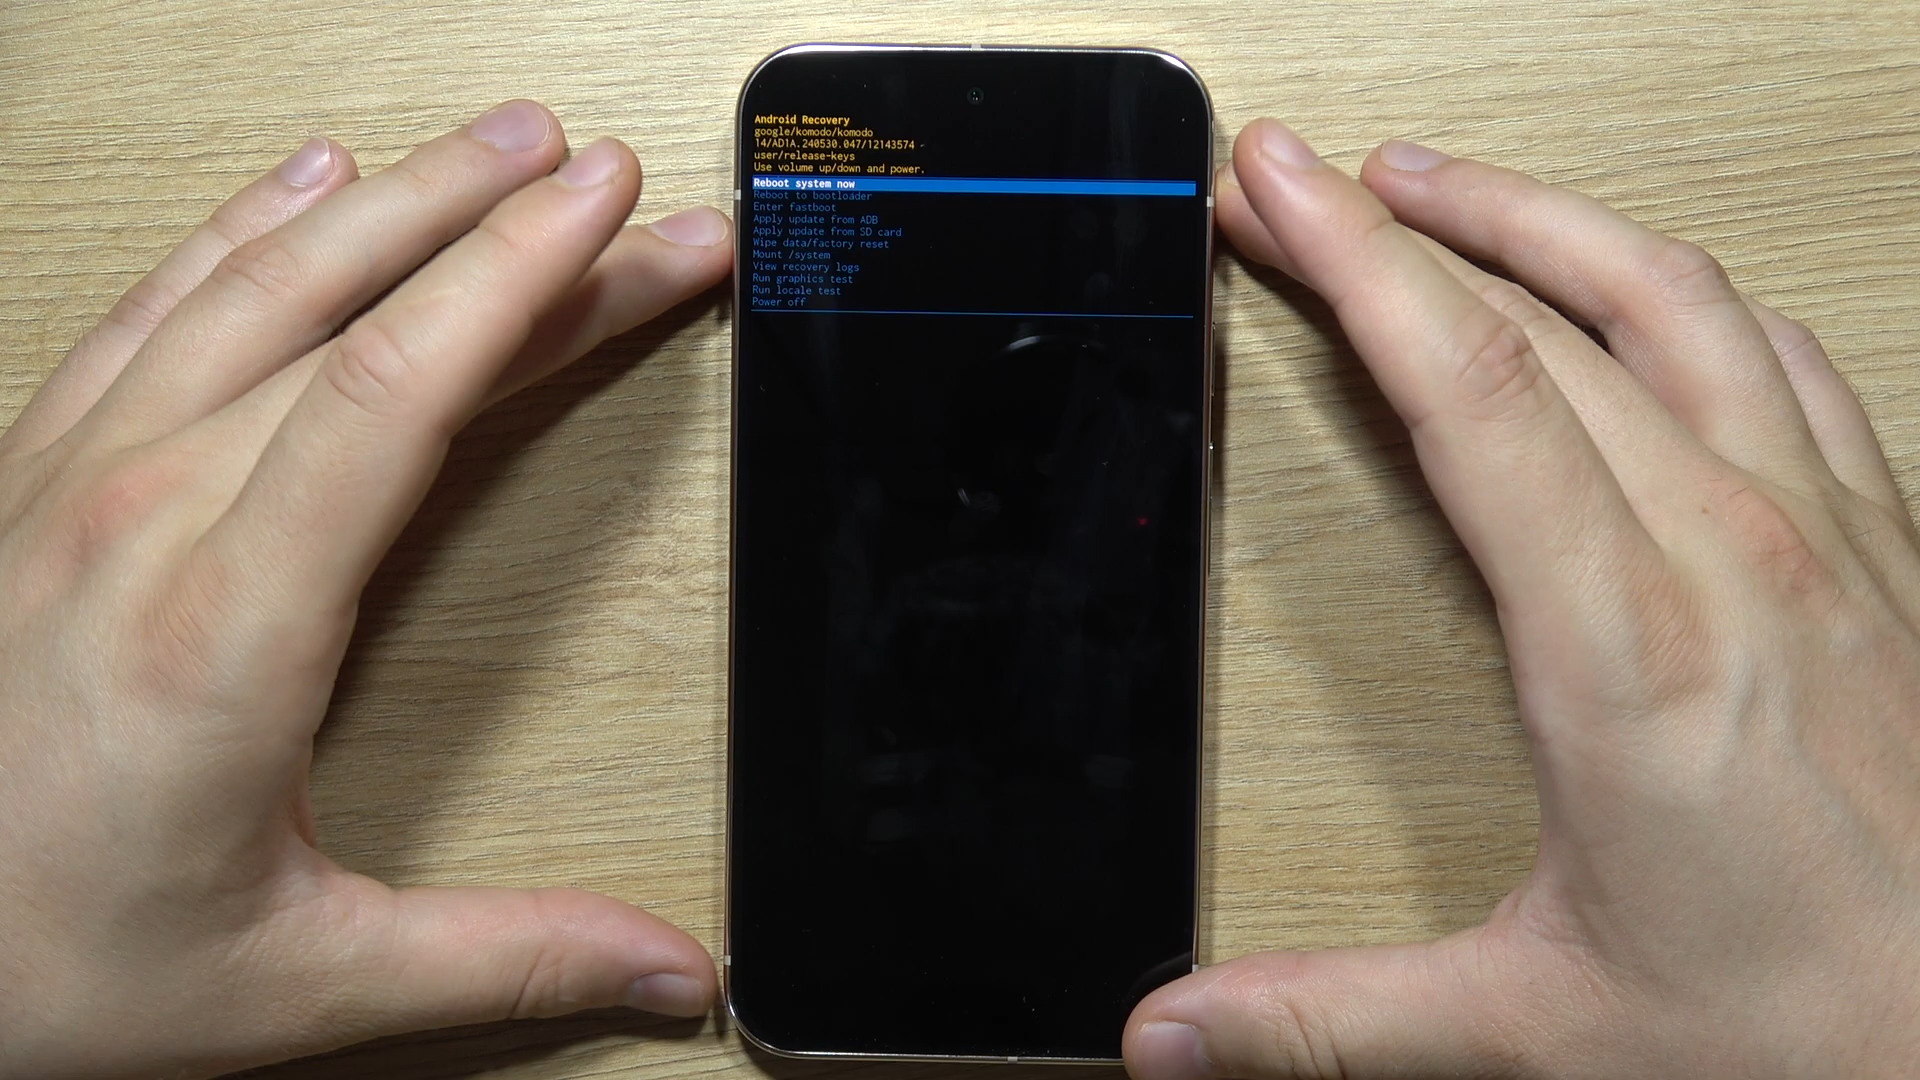 Android Recovery
google/komodo/komodo
14/AD1A.240530.047/12143574
user/release-keys
Use volume up/down and power.
Reboot system now
Reboot to bootloader
Enter fastboot
Apply update from ADB
Apply update from SD card
Wipe data/factory reset
Mount /system
View recovery logs
Run graphics test
Run locale test
Power off